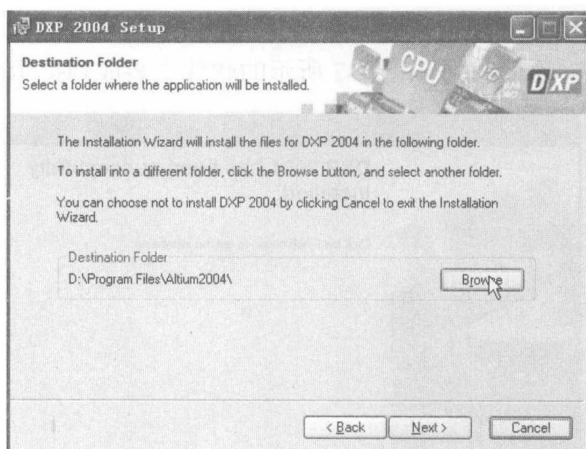 DXP 2004 Setup
Destination Folder
Select a folder where the application will be installed.
CPU
DXP
The Installation Wizard will install the files for DXP 2004 in the following folder.
To install into a different folder, click the Browse button, and select another folder.
You can choose not to install DXP 2004 by clicking Cancel to exit the Installation
Wizard.
Destination Folder
D:\Program Files\Altium2004\
Browse
< Back
Next >
Cancel